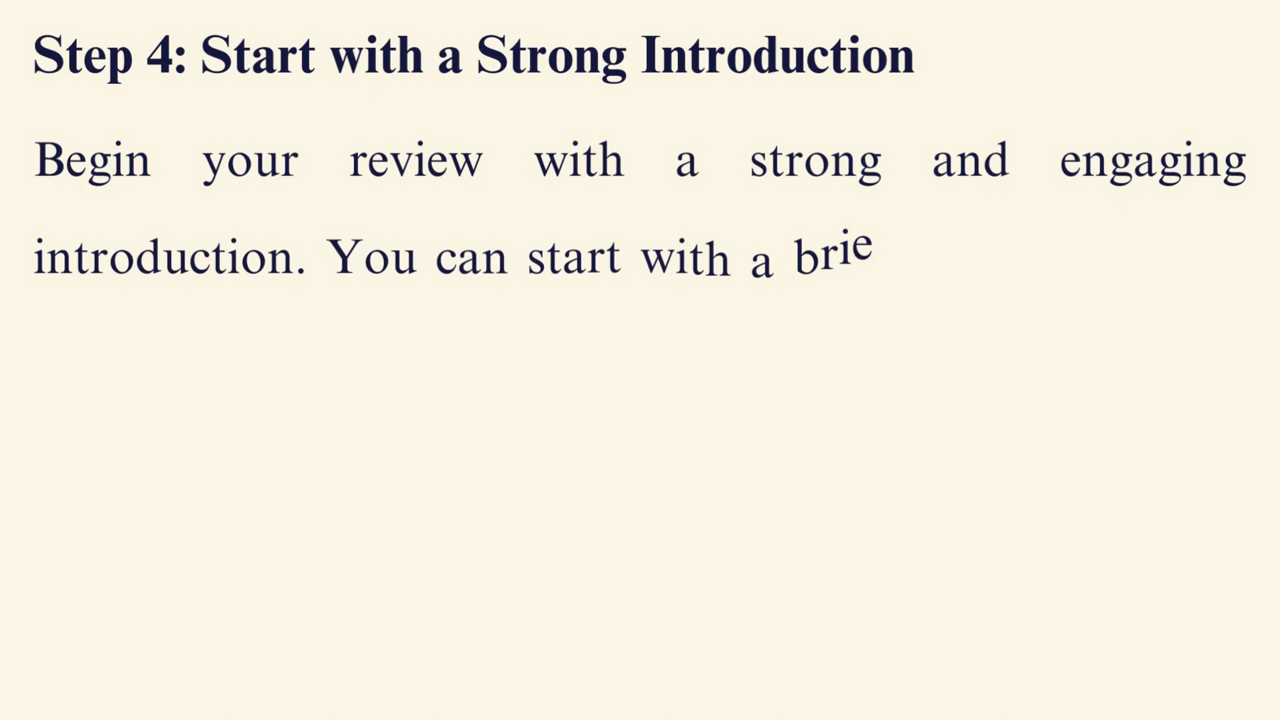 Step 4: Start with a Strong Introduction
Begin your review with a strong and engaging
introduction. You can start with a brie